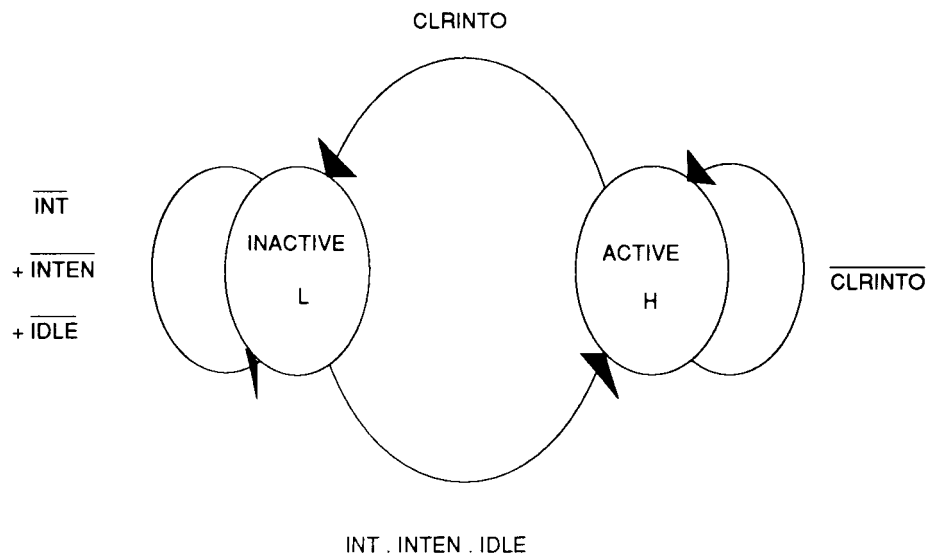 CLRINTO
INT
INACTIVE
ACTIVE
+ INTEN
CLRINTO
L
H
+ IDLE
INT . INTEN . IDLE